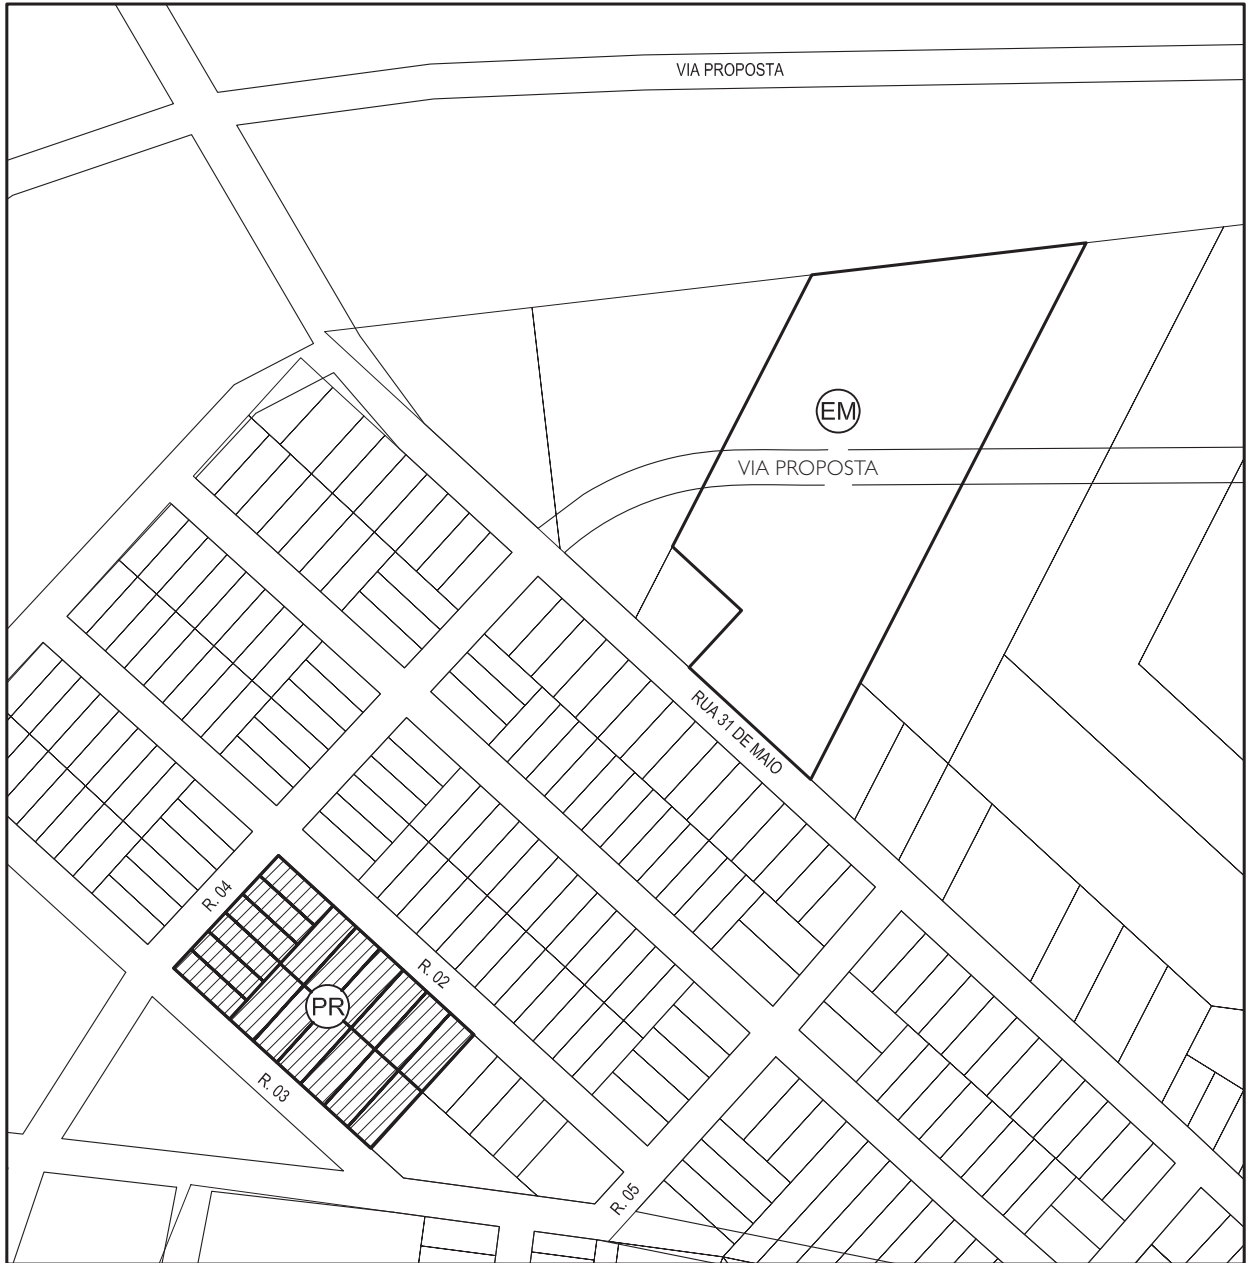 VIA PROPOSTA
EM
VIA PROPOSTA
RUA 31 DE MAIO
R. 04
R. 02
PR
R. 03
R. 05